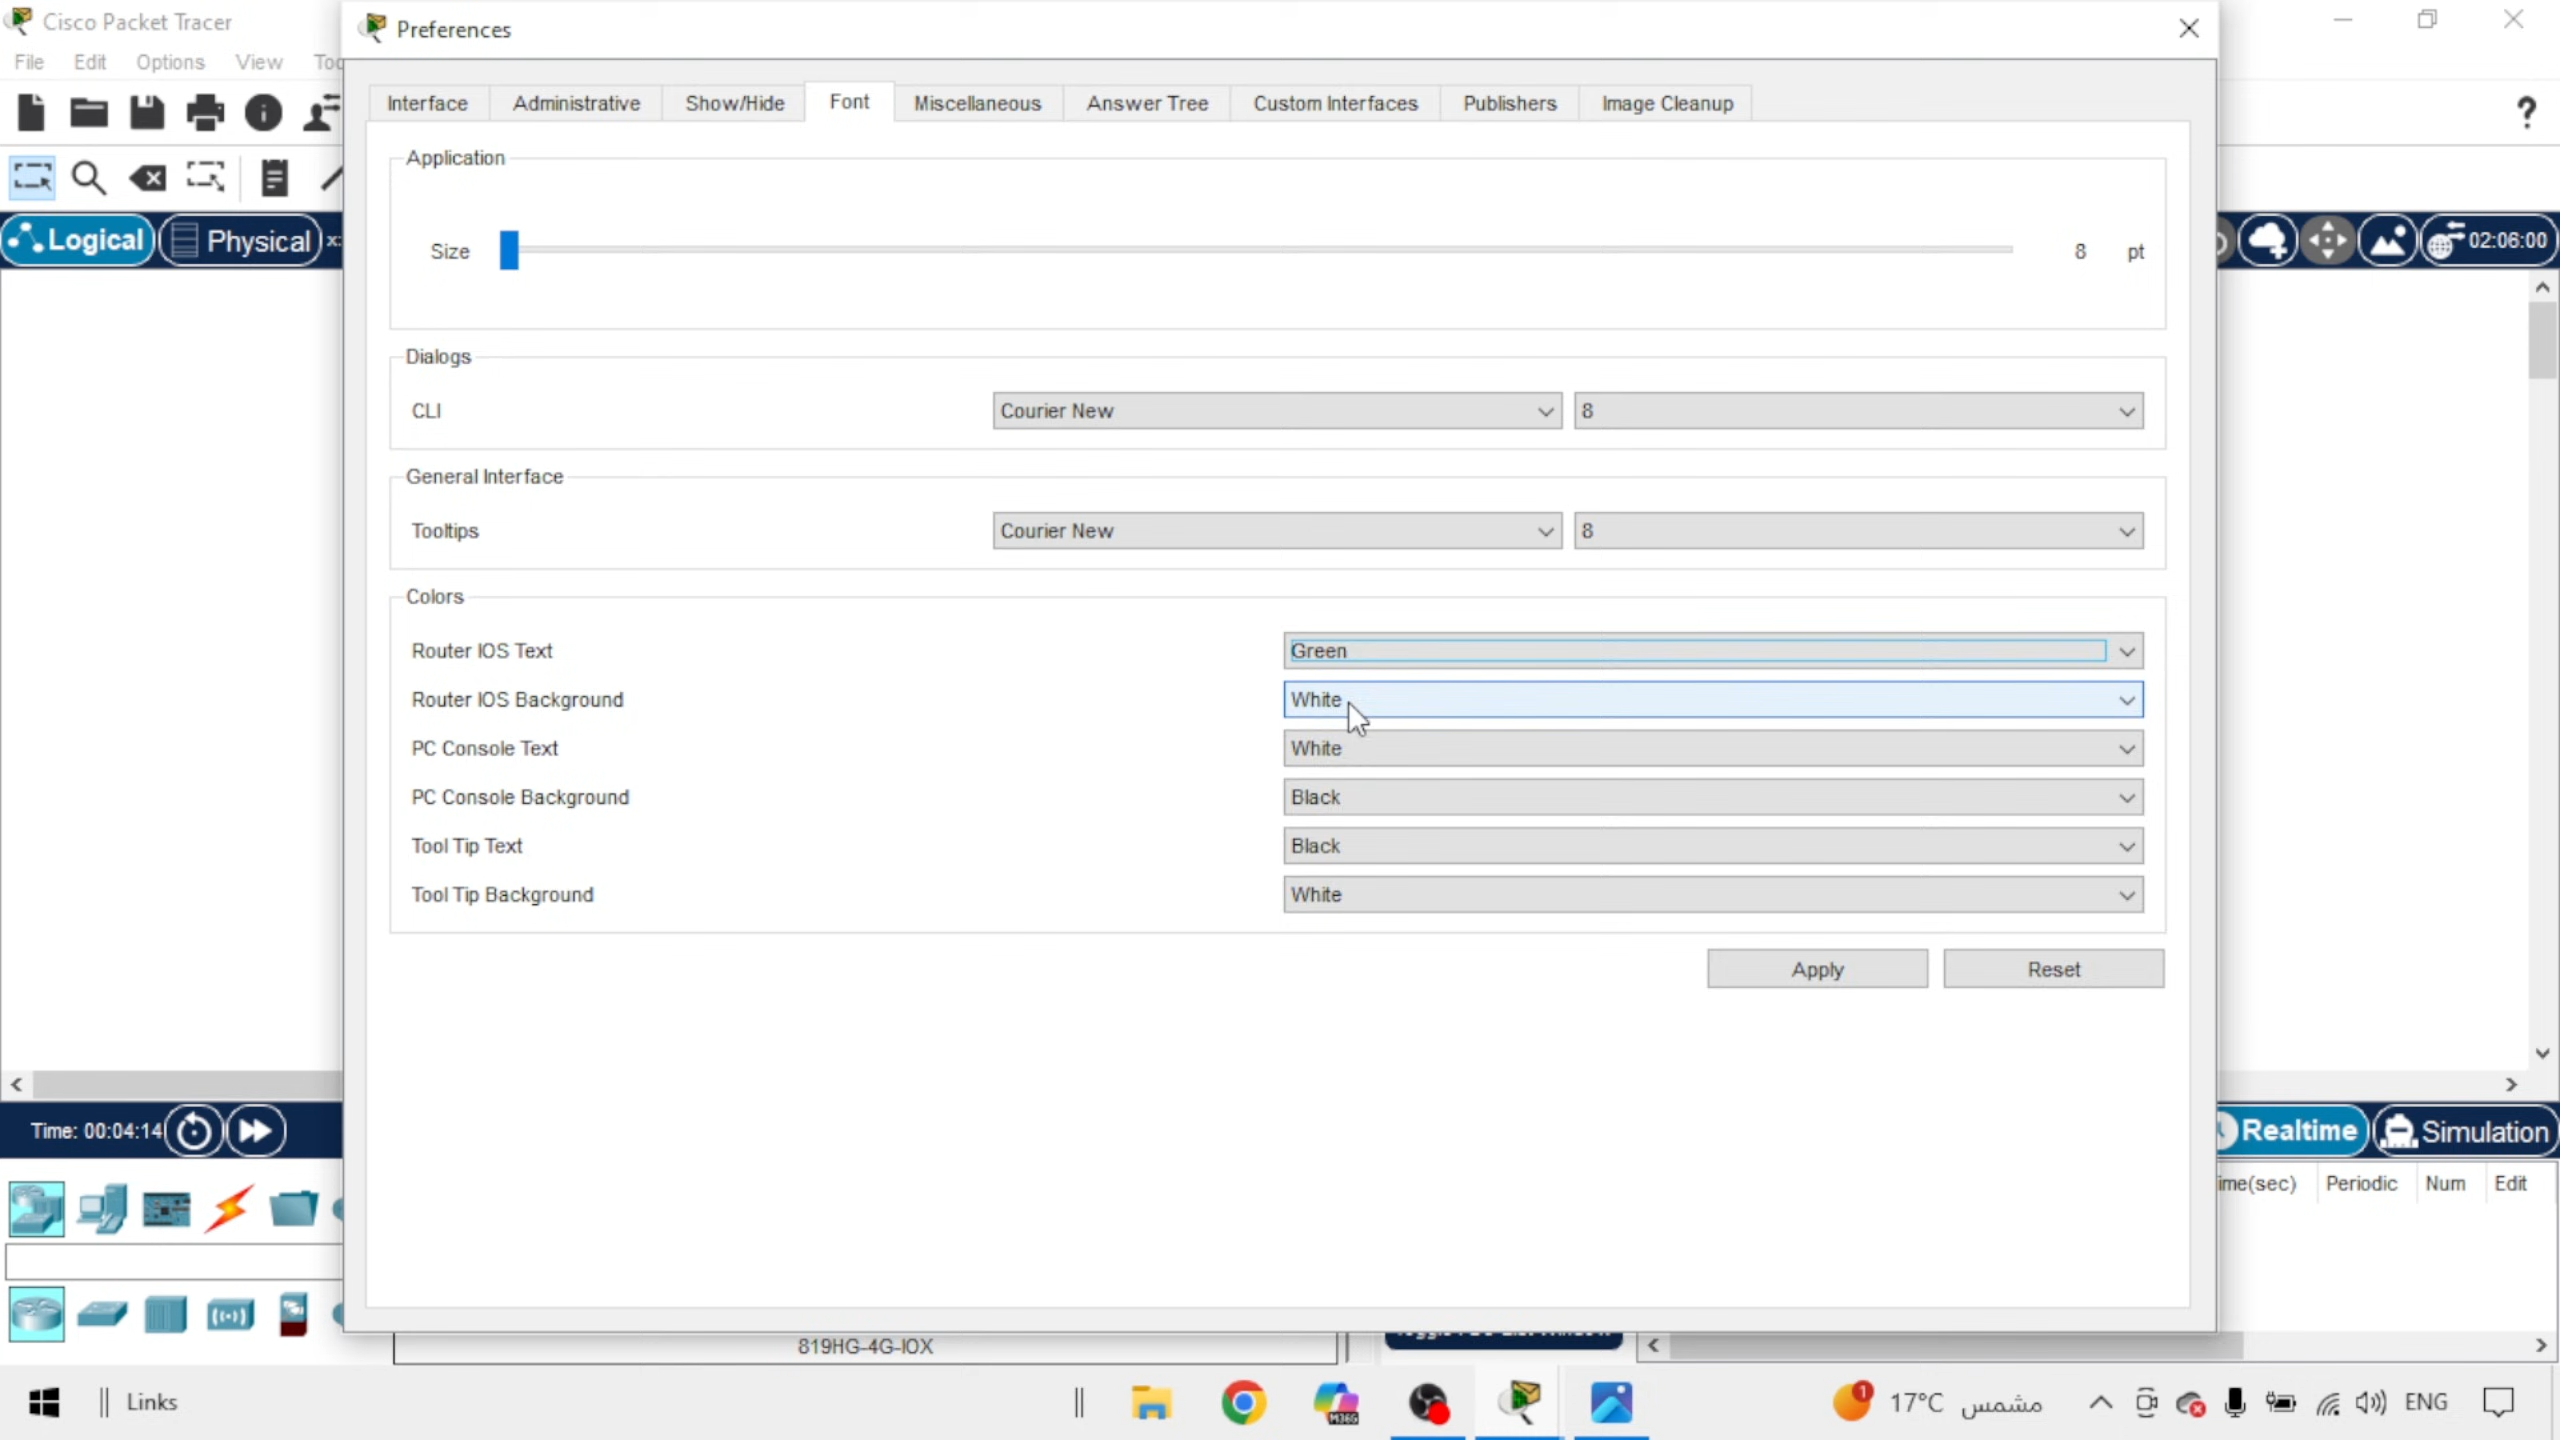 Cisco Packet Tracer
Preferences
File Edit Options View
Interface Administrative Show/Hide Font Miscellaneous Answer Tree Custom Interfaces Publishers Image Cleanup
Application
Size 8 pt
Logical Physical 02:06:00
Dialogs
CLI Courier New 8
General Interface
Tooltips Courier New 8
Colors
Router IOS Text Green
Router IOS Background White
PC Console Text White
PC Console Background Black
Tool Tip Text Black
Tool Tip Background White
Apply Reset
Time: 00:04:14 Realtime Simulation
Periodic Num Edit
819HG-4G-IOX
Links 1 17°C مشمس ENG
M365